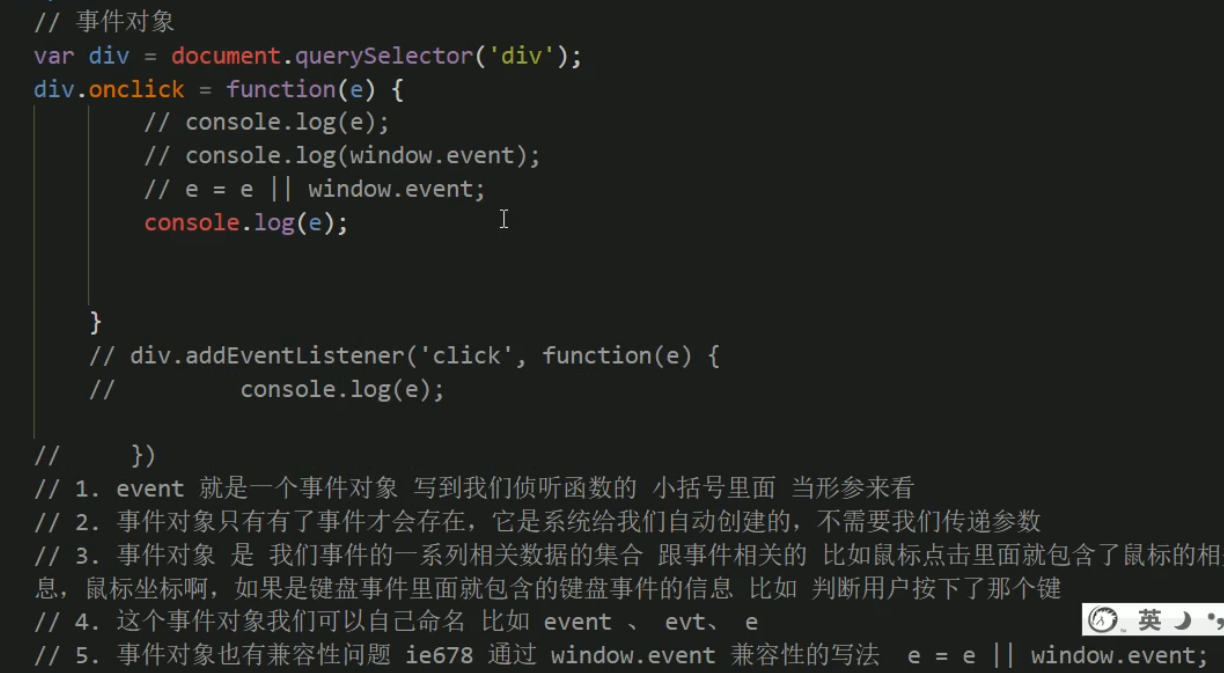 // 事件对象
var div = document.querySelector('div');
div.onclick = function(e) {
// console.log(e);
// console.log(window.event);
// e = e || window.event;
console.log(e);
}
// div.addEventListener('click', function(e) {
// console.log(e);
// })
// 1. event 就是一个事件对象 写到我们侦听函数的 小括号里面 当形参来看
// 2. 事件对象只有有了事件才会存在，它是系统给我们自动创建的，不需要我们传递参数
// 3. 事件对象 是 我们事件的一系列相关数据的集合 跟事件相关的 比如鼠标点击里面就包含了鼠标的相
息，鼠标坐标啊，如果是键盘事件里面就包含的键盘事件的信息 比如 判断用户按下了那个键
// 4. 这个事件对象我们可以自己命名 比如 event 、 evt、 e
英
// 5. 事件对象也有兼容性问题 ie678 通过 window.event 兼容性的写法 e = e || window.event;